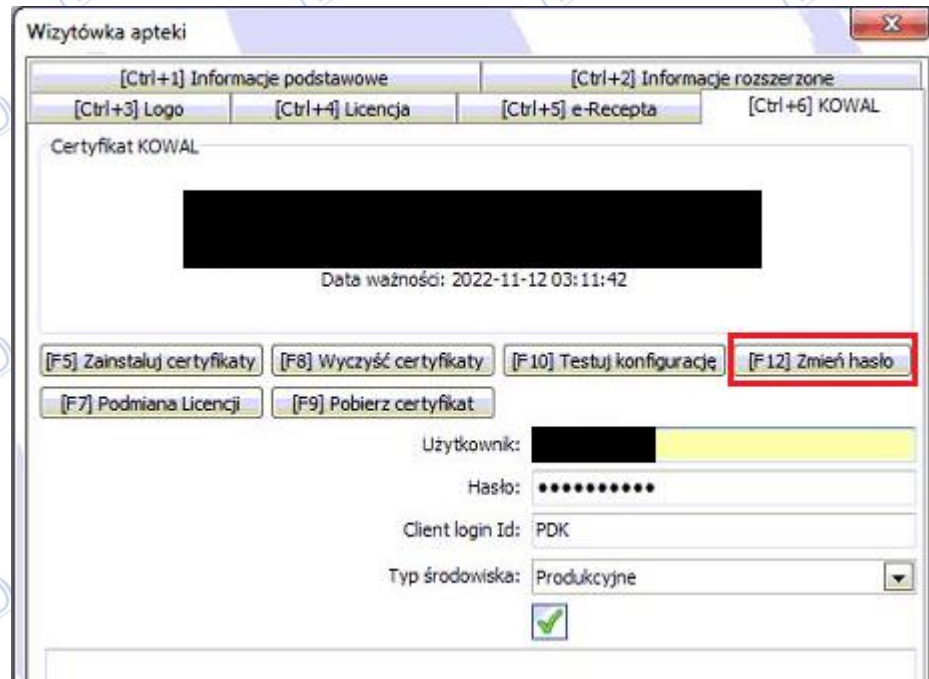 Wizytówka apteki
[Ctrl+1] Informacje podstawowe [Ctrl+2] Informacje rozszerzone
[Ctrl+3] Logo [Ctrl+4] Licencja [Ctrl+5] e-Recepta [Ctrl+6] KOWAL
Certyfikat KOWAL
Data ważności: 2022-11-12 03:11:42
[F5] Zainstaluj certyfikaty [F8] Wyczyść certyfikaty [F10] Testuj konfigurację [F12] Zmień hasło
[F7] Podmiana Licencji [F9] Pobierz certyfikat
Użytkownik:
Hasło: ●●●●●●●●●●
Client login Id: PDK
Typ środowiska: Produkcyjne